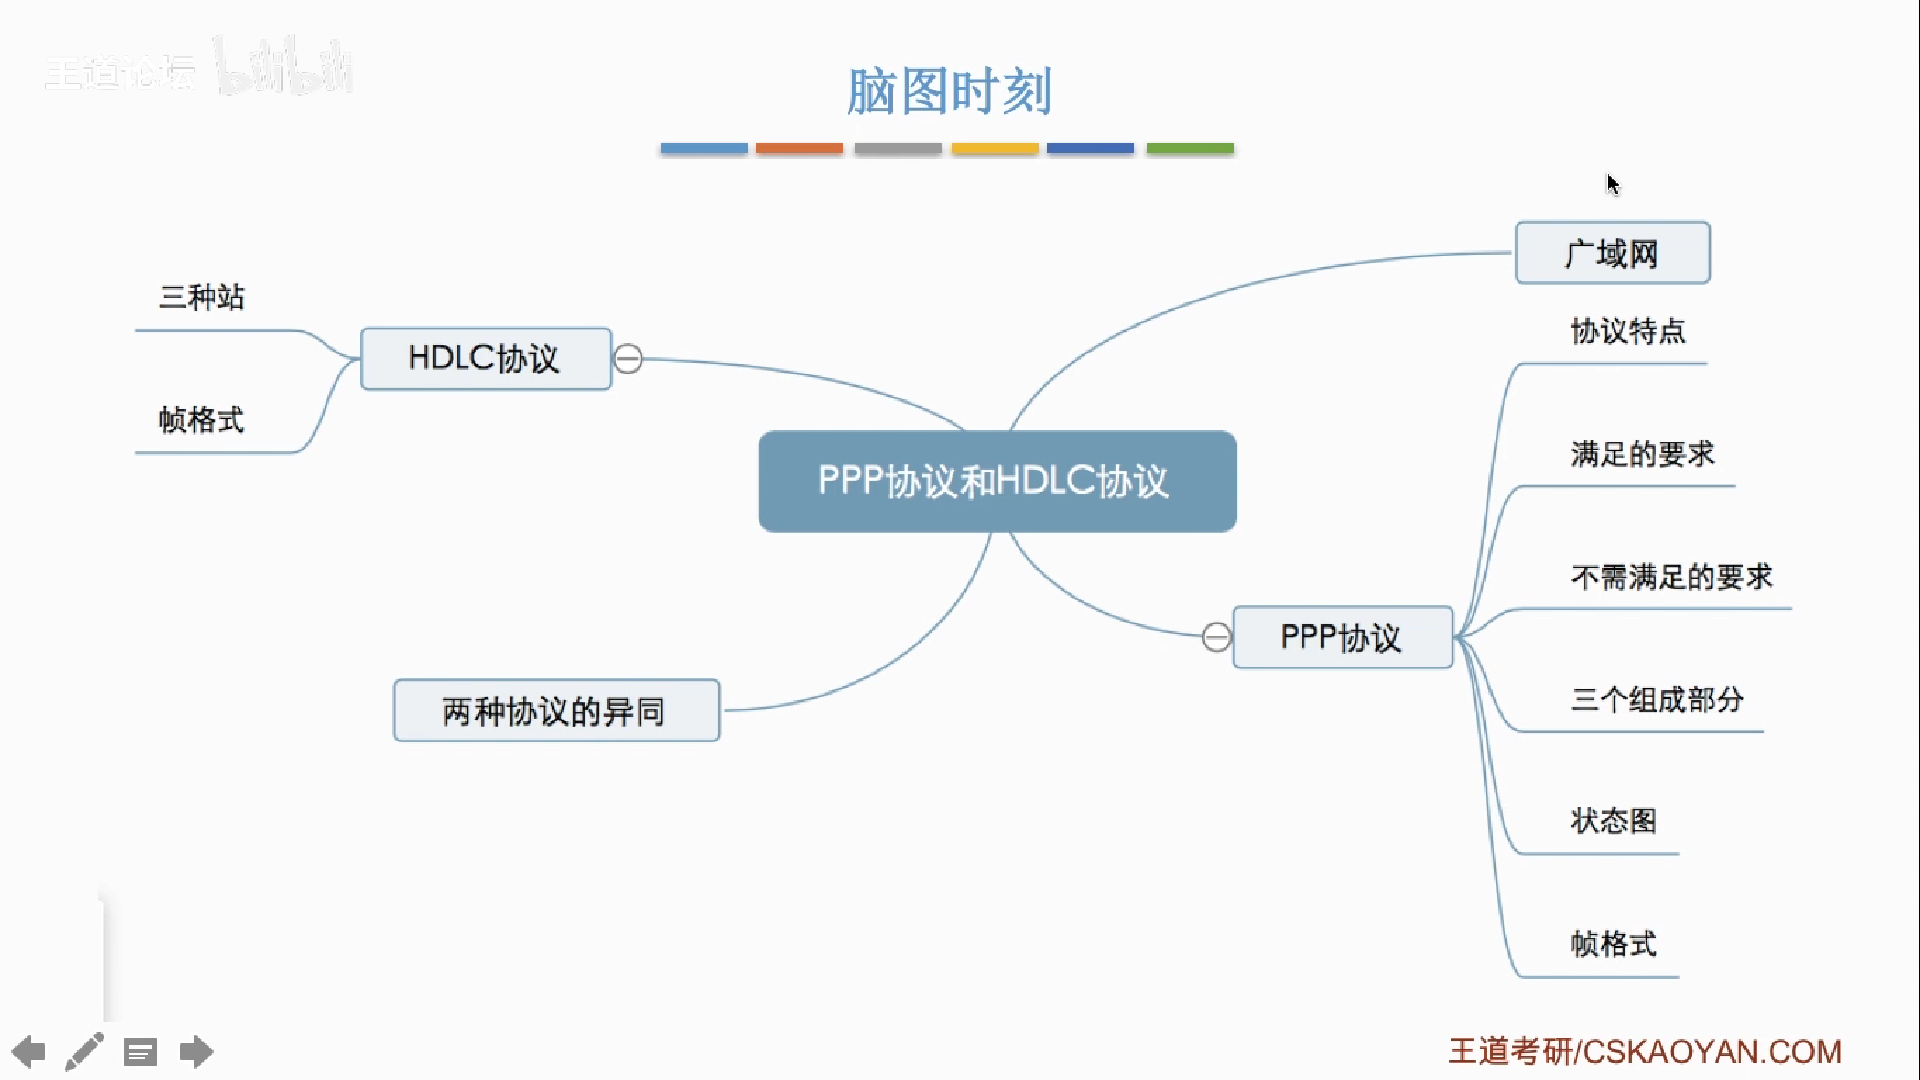 王道论坛 bilibili
脑图时刻
广域网
三种站
协议特点
HDLC协议
帧格式
满足的要求
PPP协议和HDLC协议
不需满足的要求
PPP协议
三个组成部分
两种协议的异同
状态图
帧格式
王道考研/CSKAOYAN.COM